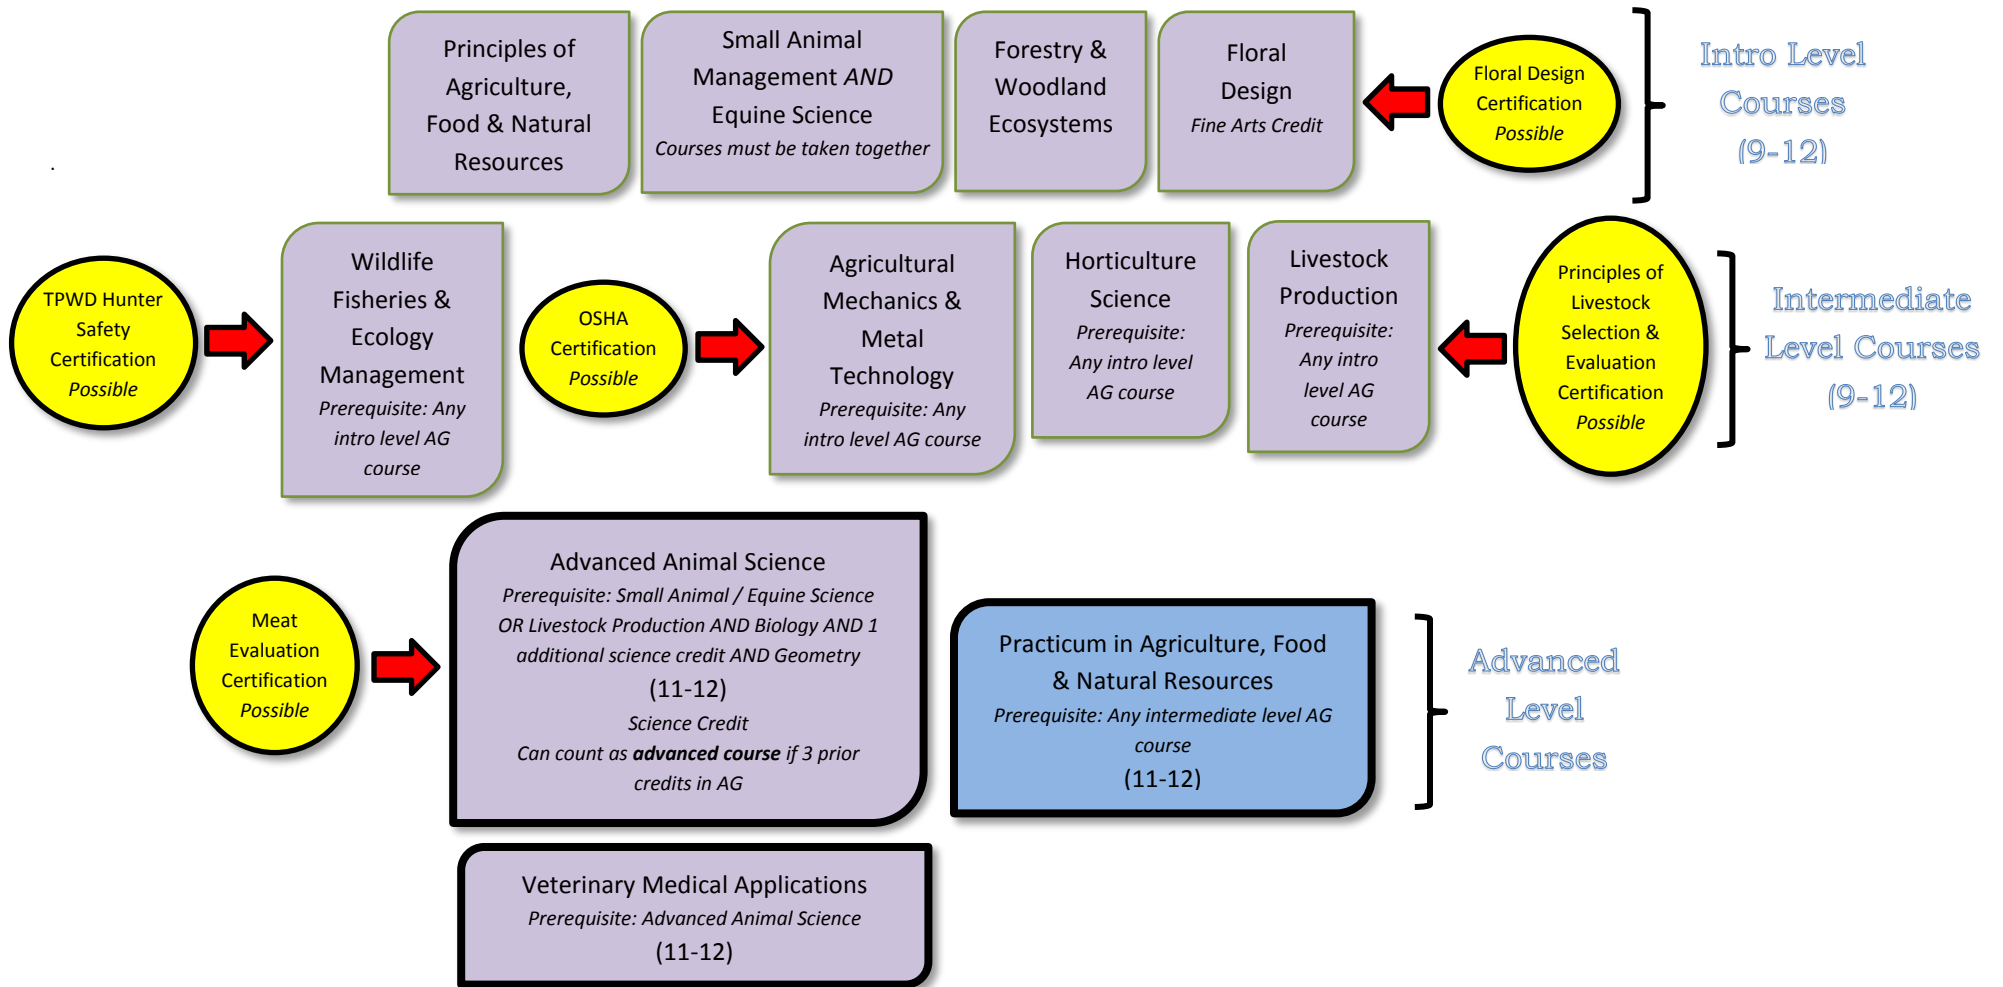 Principles of
Agriculture,
Food & Natural
Resources
Small Animal
Management AND
Equine Science
Courses must be taken together
Forestry &
Woodland
Ecosystems
Floral
Design
Fine Arts Credit
Floral Design
Certification
Possible
Intro Level
Courses
(9-12)
.
TPWD Hunter
Safety
Certification
Possible
Wildlife
Fisheries &
Ecology
Management
Prerequisite: Any
intro level AG
course
OSHA
Certification
Possible
Agricultural
Mechanics &
Metal
Technology
Prerequisite: Any
intro level AG course
Horticulture
Science
Prerequisite:
Any intro level
AG course
Livestock
Production
Prerequisite:
Any intro
level AG
course
Principles of
Livestock
Selection &
Evaluation
Certification
Possible
Intermediate
Level Courses
(9-12)
Meat
Evaluation
Certification
Possible
Advanced Animal Science
Prerequisite: Small Animal / Equine Science
OR Livestock Production AND Biology AND 1
additional science credit AND Geometry
(11-12)
Science Credit
Can count as advanced course if 3 prior
credits in AG
Practicum in Agriculture, Food
& Natural Resources
Prerequisite: Any intermediate level AG
course
(11-12)
Advanced
Level
Courses
Veterinary Medical Applications
Prerequisite: Advanced Animal Science
(11-12)